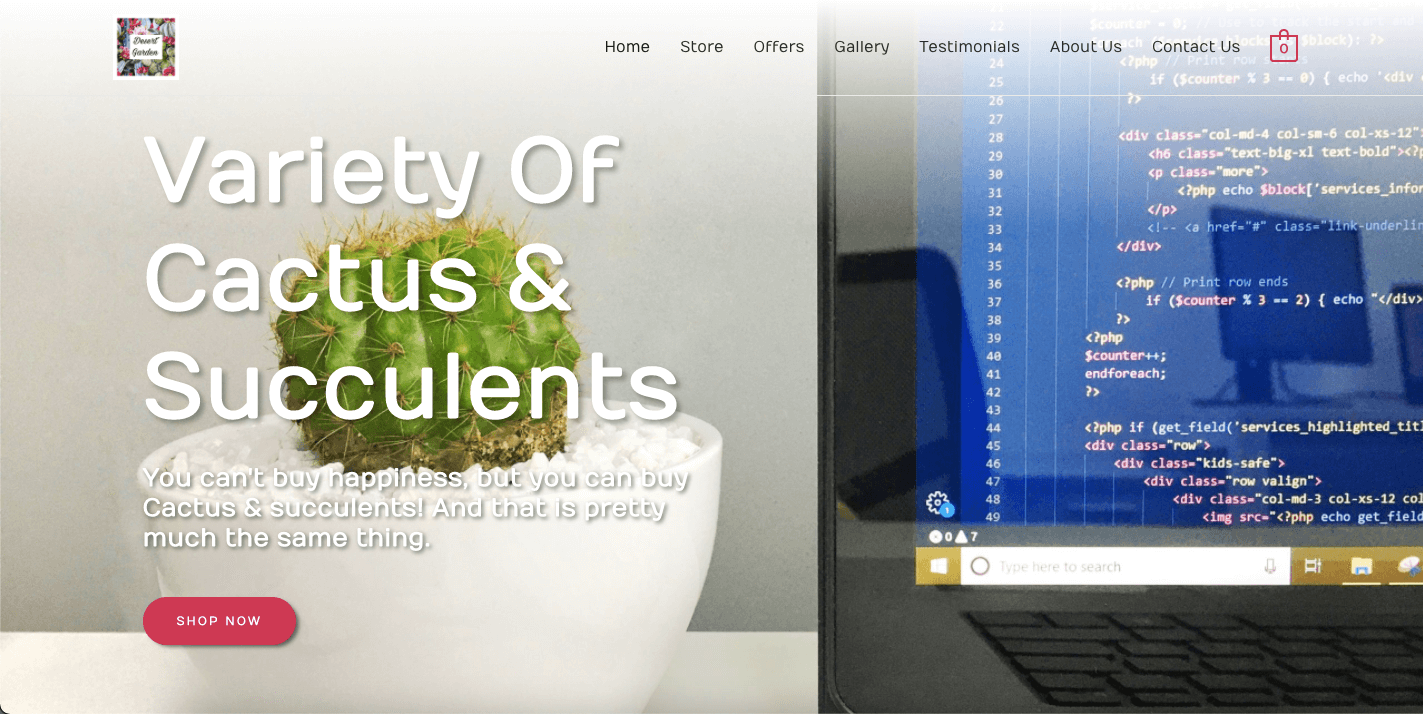 Desert
Garden
Home Store Offers Gallery Testimonials About Us Contact Us 0
Variety Of
Cactus &
Succulents
You can't buy happiness, but you can buy
Cactus & succulents! And that is pretty
much the same thing.
SHOP NOW
22
$counter = 0;
($block): ?>
24 <?php // Print row
25 if ($counter % 3 == 0) { echo '<div
26 ?>
27
28 <div class="col-md-4 col-sm-6 col-xs-12"
29 <h6 class="text-big-xl text-bold"><?p
30 <p class="more">
31 <?php echo $block['services_infor
32 </p>
33 <!-- <a href="#" class="link-underlin
34 </div>
35
36 <?php // Print row ends
37 if ($counter % 3 == 2) { echo "</div>
38 ?>
39 <?php
40 $counter++;
41 endforeach;
42 ?>
43
44 <?php if (get_field('services_highlighted_titl
45 <div class="row">
46 <div class="kids-safe">
47 <div class="row valign">
48 <div class="col-md-3 col-xs-12 col
49 <img src="<?php echo get_field
1
0 7
Type here to search